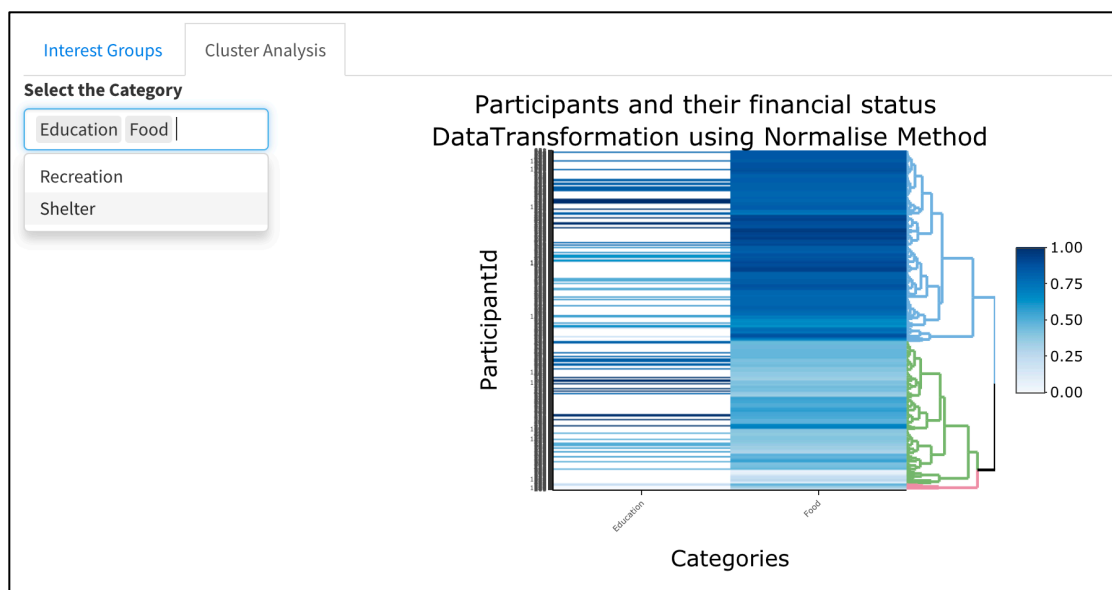 Interest Groups
Cluster Analysis
Select the Category
Education Food
Recreation
Shelter
Participants and their financial status
DataTransformation using Normalise Method
ParticipantId
1.00
0.75
0.50
0.25
0.00
Education
Food
Categories